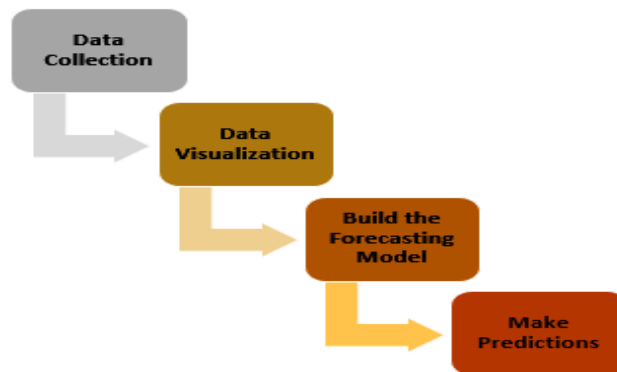 Data
Collection
Data
Visualization
Build the
Forecasting
Model
Make
Predictions